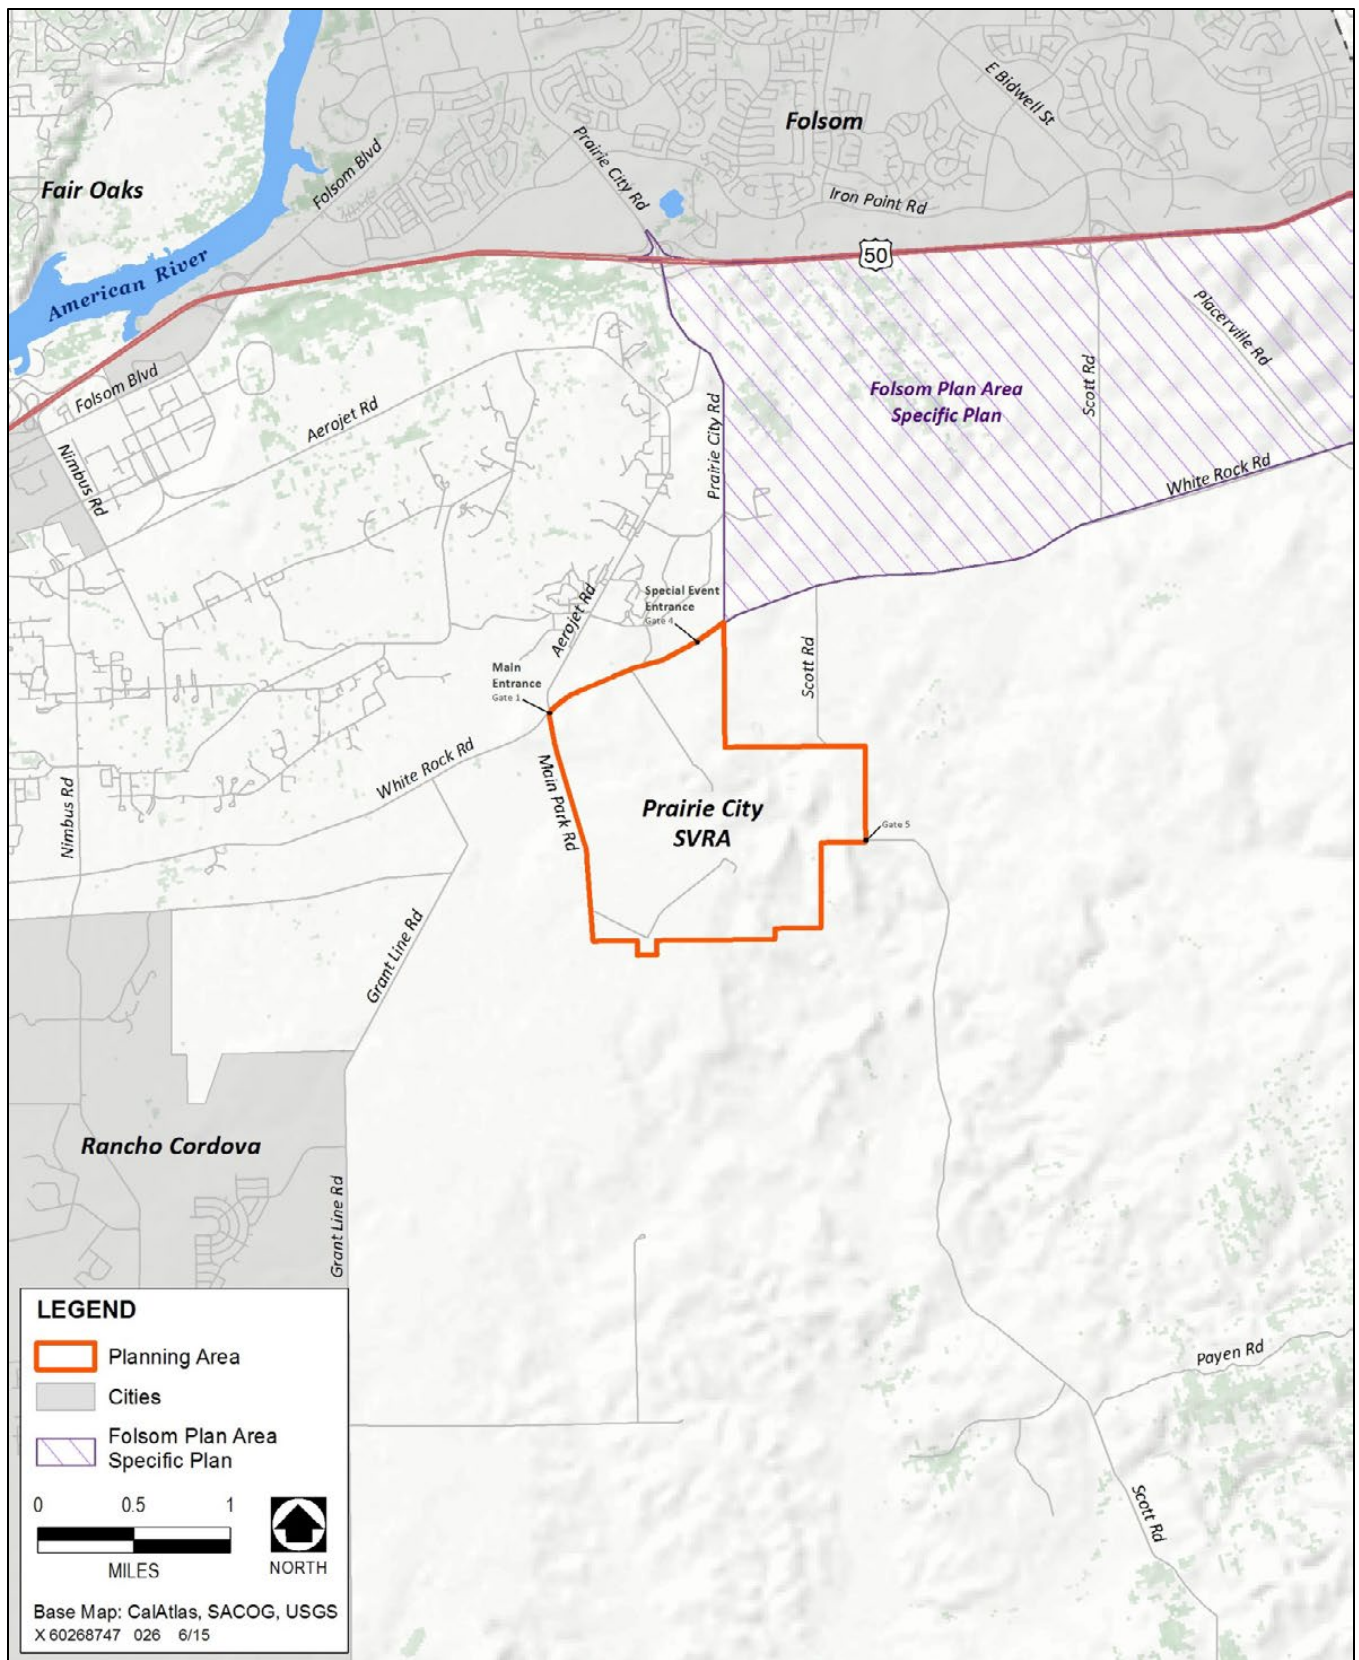 E Bidwell St
Folsom
Prairie City Rd
Folsom Blvd
Fair Oaks
Iron Point Rd
50
American River
Placerville Rd
Folsom Blvd
Scott Rd
Folsom Plan Area
Specific Plan
Aerojet Rd
Prairie City Rd
Nimbus Rd
White Rock Rd
Special Event
Entrance
Gate 4
Aerojet Rd
Main
Entrance
Gate 1
Scott Rd
White Rock Rd
Main Park Rd
Nimbus Rd
Prairie City
SVRA
Gate 5
Grant Line Rd
Rancho Cordova
Grant Line Rd
Payen Rd
Scott Rd
LEGEND
Planning Area
Cities
Folsom Plan Area
Specific Plan
0 0.5 1
MILES
NORTH
Base Map: CalAtlas, SACOG, USGS
X 60268747 026 6/15